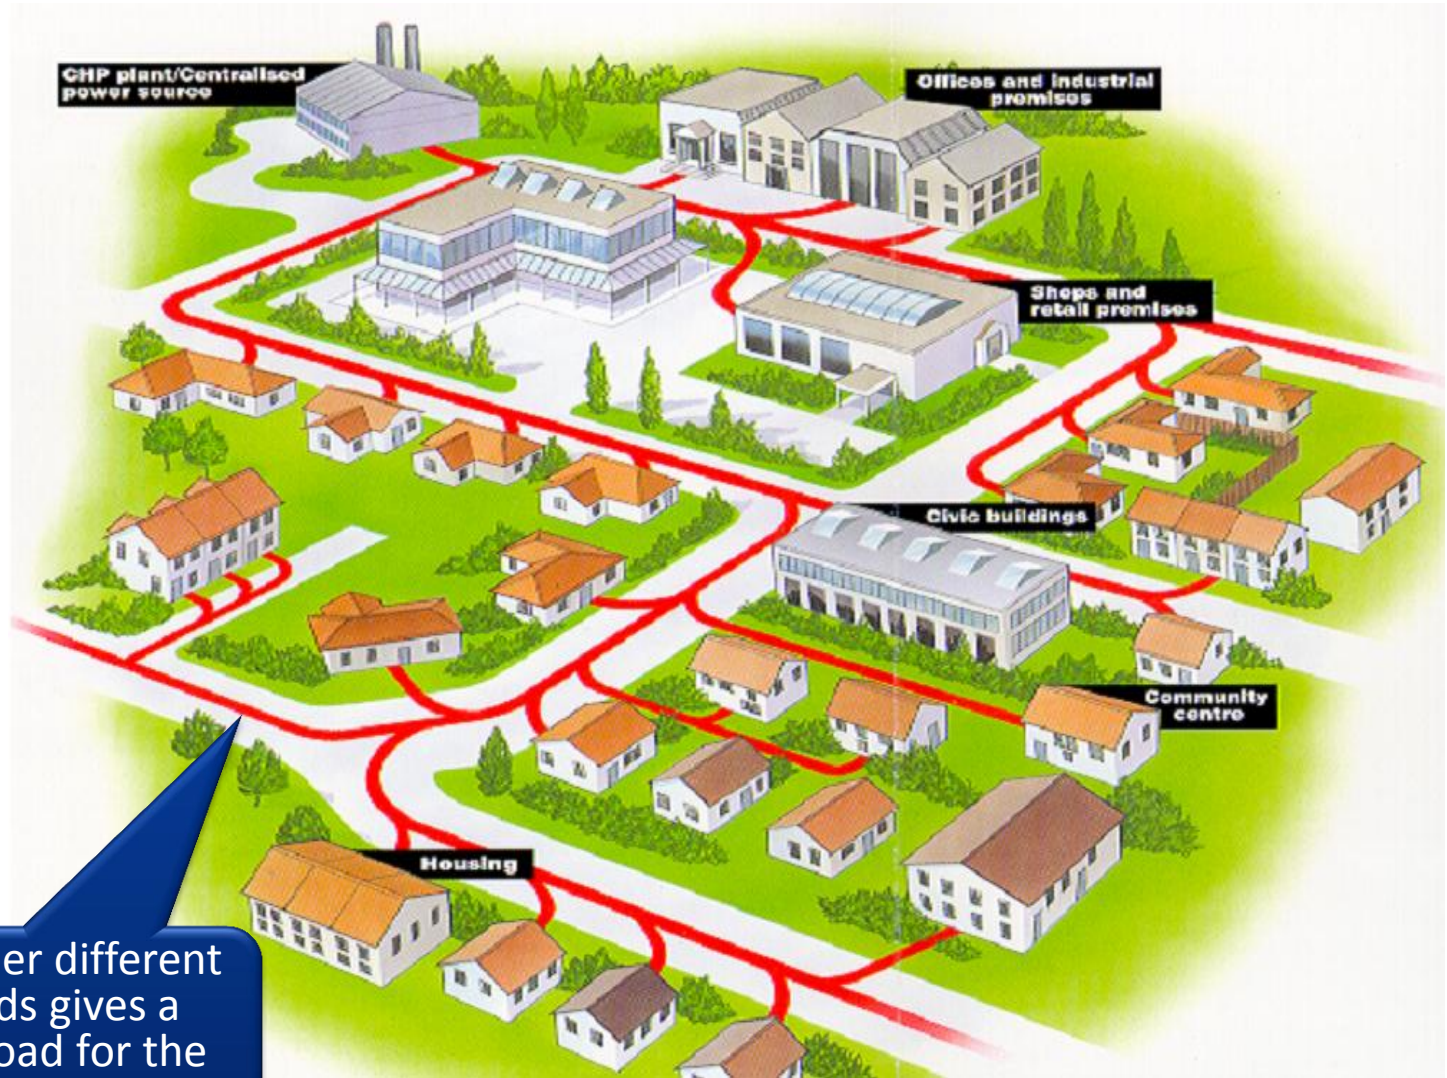 CHP plant/Centralised
power source
Offices and industrial
premises
Shops and
retail premises
Civic buildings
Community
centre
Housing
er different
ds gives a
oad for the